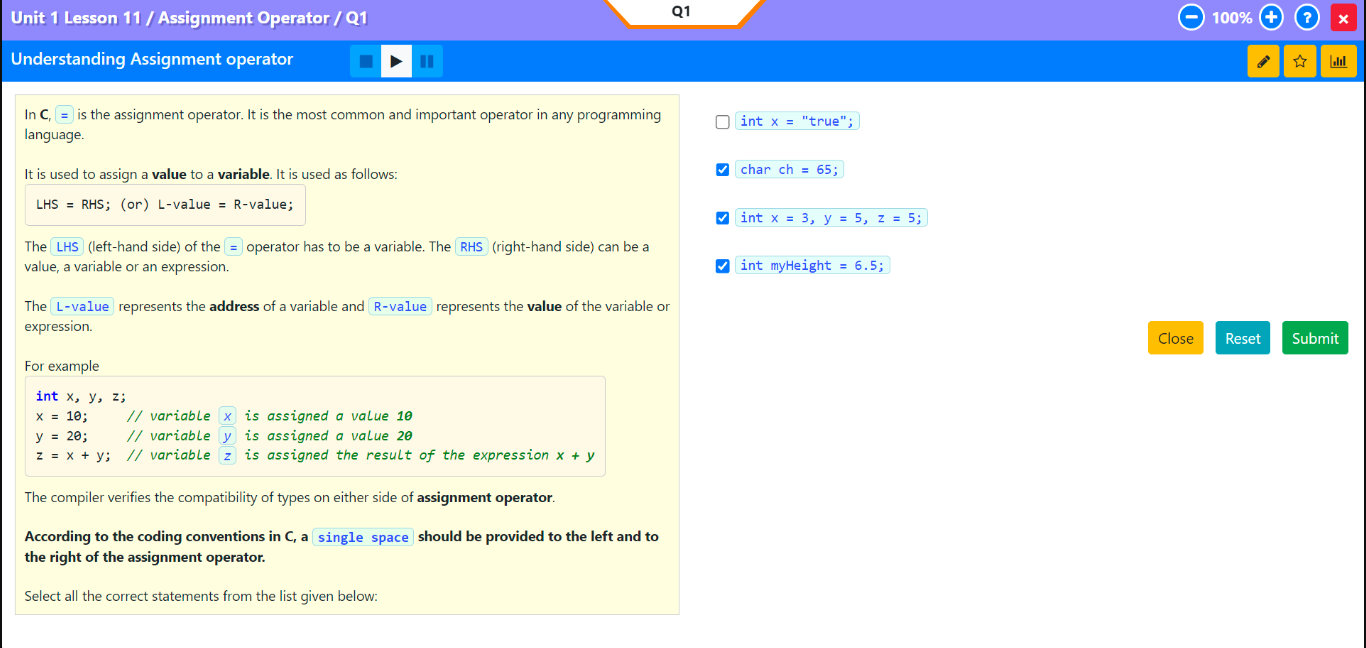 Unit 1 Lesson 11 / Assignment Operator / Q1
Q1
100%
?
Understanding Assignment operator
In C, = is the assignment operator. It is the most common and important operator in any programming
language.
It is used to assign a value to a variable. It is used as follows:
LHS = RHS; (or) L-value = R-value;
The LHS (left-hand side) of the = operator has to be a variable. The RHS (right-hand side) can be a
value, a variable or an expression.
The L-value represents the address of a variable and R-value represents the value of the variable or
expression.
For example
int x, y, z;
x = 10; // variable x is assigned a value 10
y = 20; // variable y is assigned a value 20
z = x + y; // variable z is assigned the result of the expression x + y
The compiler verifies the compatibility of types on either side of assignment operator.
According to the coding conventions in C, a single space should be provided to the left and to
the right of the assignment operator.
Select all the correct statements from the list given below:
int x = "true";
char ch = 65;
int x = 3, y = 5, z = 5;
int myHeight = 6.5;
Close
Reset
Submit